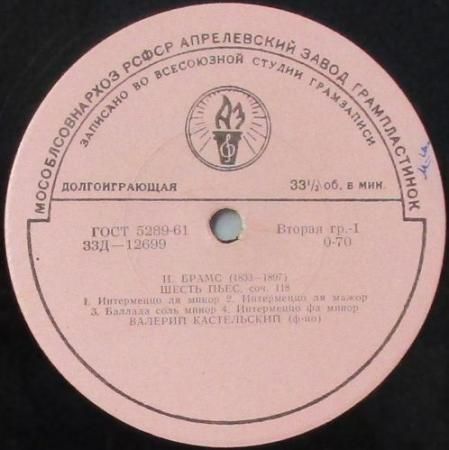 МОСОБЛСОВНАРХОЗ РСФСР АПРЕЛЕВСКИЙ ЗАВОД ГРАМПЛАСТИНОК
ЗАПИСАНО ВО ВСЕСОЮЗНОЙ СТУДИИ ГРАМЗАПИСИ
АЗ
ДОЛГОИГРАЮЩАЯ 33⅓ об. в мин.
ГОСТ 5289-61 Вторая гр.-I
33Д—12699 0-70
И. БРАМС (1833—1897)
ШЕСТЬ ПЬЕС, соч. 118
1. Интермеццо ля минор 2. Интермеццо ля мажор
3. Баллада соль минор 4. Интермеццо фа минор
ВАЛЕРИЙ КАСТЕЛЬСКИЙ (ф-но)